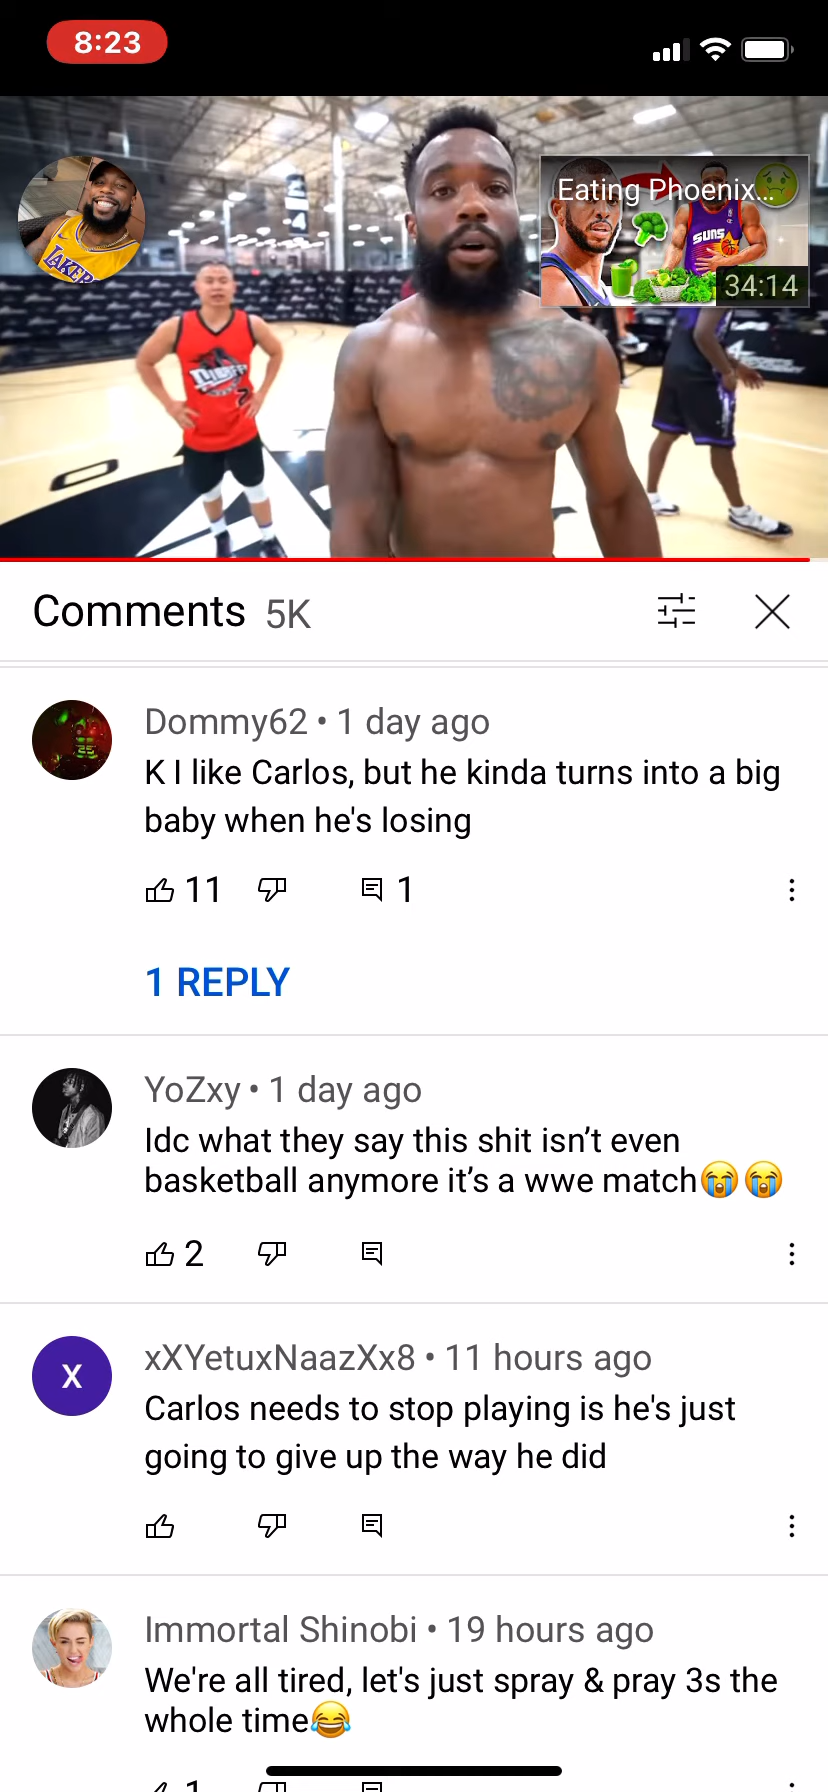 8:23
Eating Phoenix...
LAKER
SUNS
34:14
Comments 5K
Dommy62 • 1 day ago
K I like Carlos, but he kinda turns into a big
baby when he's losing
11 1
1 REPLY
YoZxy • 1 day ago
Idc what they say this shit isn’t even
basketball anymore it’s a wwe match😭😭
2
X
xXYetuxNaazXx8 • 11 hours ago
Carlos needs to stop playing is he's just
going to give up the way he did
Immortal Shinobi • 19 hours ago
We're all tired, let's just spray & pray 3s the
whole time😂
1